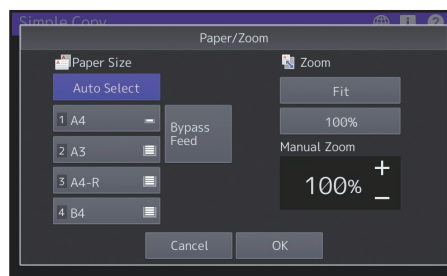 Simple Copy
Paper/Zoom
Paper Size
Zoom
Auto Select
Fit
1 A4
100%
Bypass
Feed
2 A3
Manual Zoom
3 A4-R
100%
4 B4
Cancel
OK